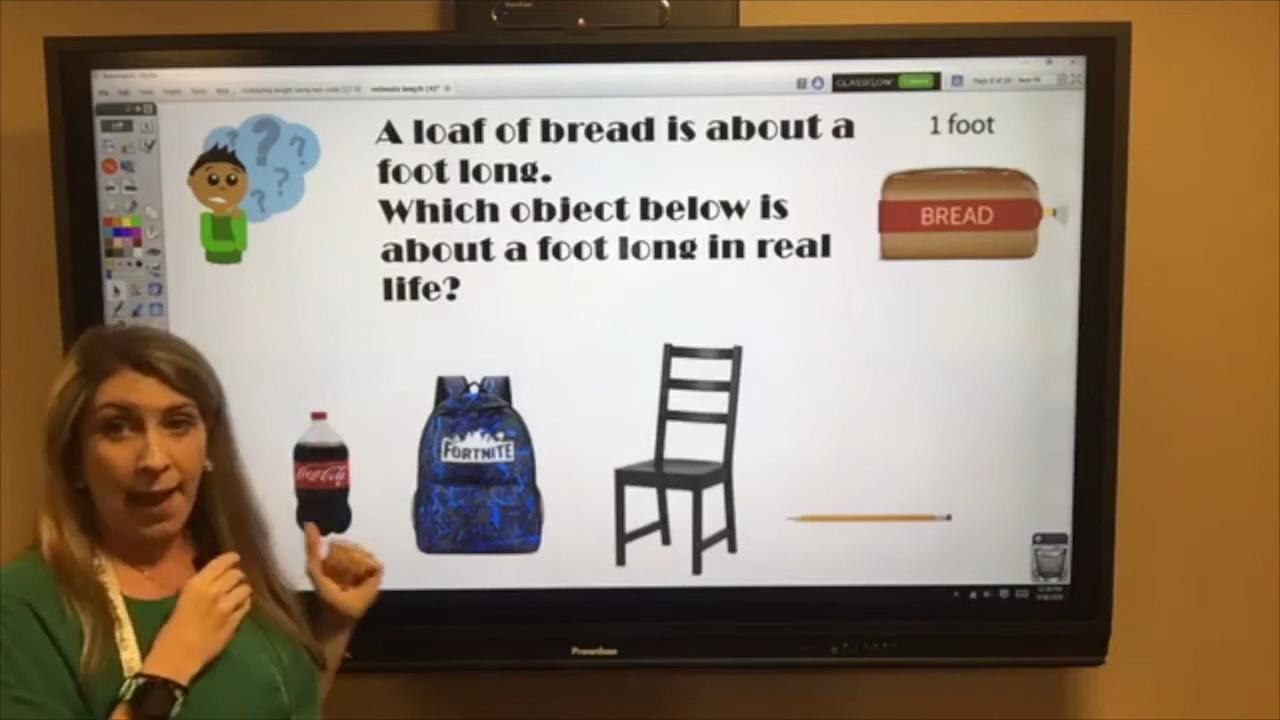 CLASSFLOW
A loaf of bread is about a
foot long.
Which object below is
about a foot long in real
life?
1 foot
BREAD
Coca-Cola
FORTNITE
Promethean